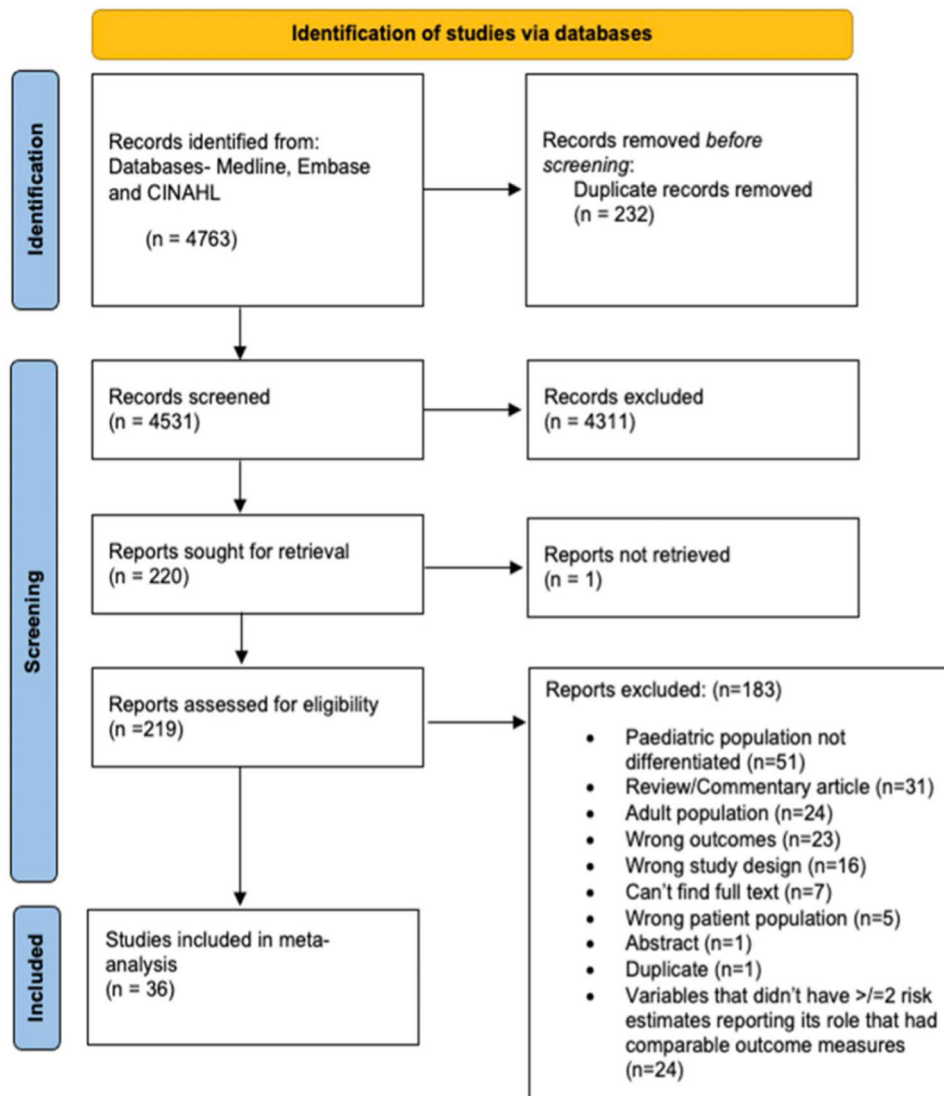 Identification of studies via databases
Identification
Records identified from:
Databases- Medline, Embase
and CINAHL
(n = 4763)
Records removed before
screening:
Duplicate records removed
(n = 232)
Screening
Records screened
(n = 4531)
Records excluded
(n = 4311)
Reports sought for retrieval
(n = 220)
Reports not retrieved
(n = 1)
Reports assessed for eligibility
(n =219)
Reports excluded: (n=183)
• Paediatric population not
differentiated (n=51)
• Review/Commentary article (n=31)
• Adult population (n=24)
• Wrong outcomes (n=23)
• Wrong study design (n=16)
• Can't find full text (n=7)
• Wrong patient population (n=5)
• Abstract (n=1)
• Duplicate (n=1)
• Variables that didn't have >/=2 risk
estimates reporting its role that had
comparable outcome measures
(n=24)
Included
Studies included in meta-
analysis
(n = 36)